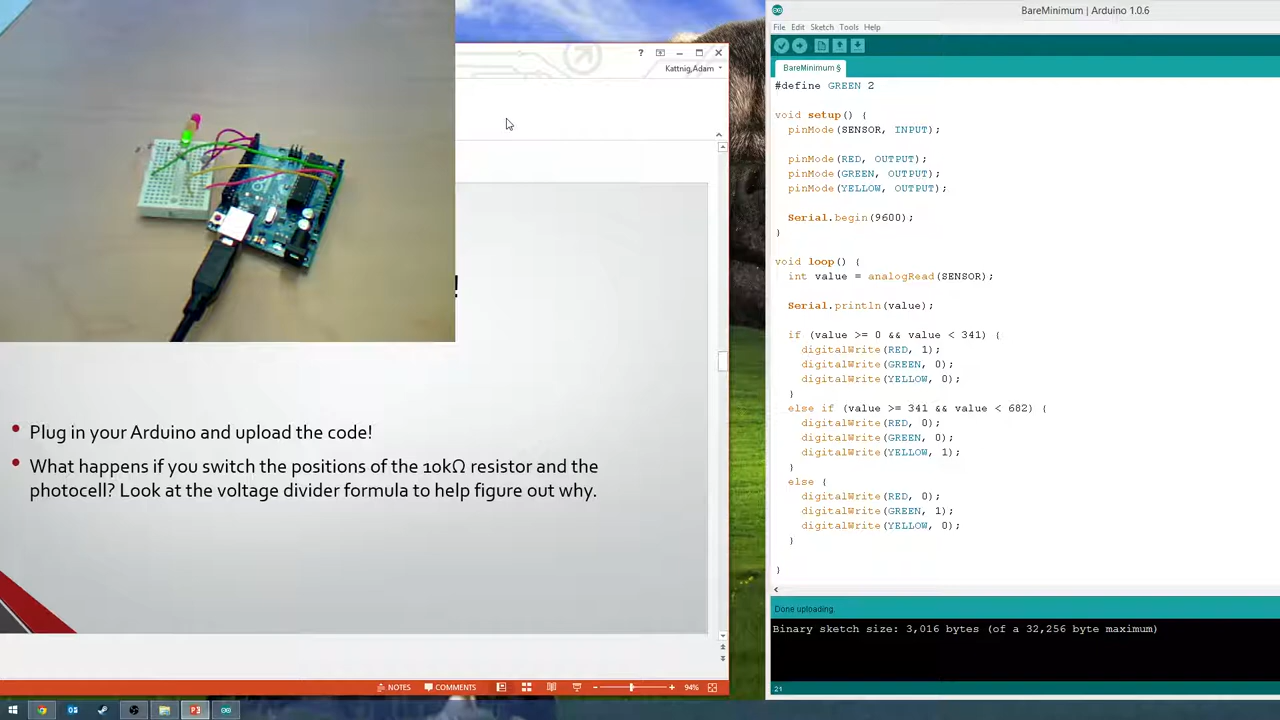 BareMinimum | Arduino 1.0.6
File Edit Sketch Tools Help
BareMinimum §
Kattnig,Adam
#define GREEN 2
void setup() {
pinMode(SENSOR, INPUT);
pinMode(RED, OUTPUT);
pinMode(GREEN, OUTPUT);
pinMode(YELLOW, OUTPUT);
Serial.begin(9600);
}
void loop() {
int value = analogRead(SENSOR);
Serial.println(value);
if (value >= 0 && value < 341) {
digitalWrite(RED, 1);
digitalWrite(GREEN, 0);
digitalWrite(YELLOW, 0);
}
else if (value >= 341 && value < 682) {
digitalWrite(RED, 0);
digitalWrite(GREEN, 0);
digitalWrite(YELLOW, 1);
}
else {
digitalWrite(RED, 0);
digitalWrite(GREEN, 1);
digitalWrite(YELLOW, 0);
}
}
Done uploading.
Binary sketch size: 3,016 bytes (of a 32,256 byte maximum)
21
!
• Plug in your Arduino and upload the code!
• What happens if you switch the positions of the 10kΩ resistor and the
photocell? Look at the voltage divider formula to help figure out why.
NOTES COMMENTS 94%